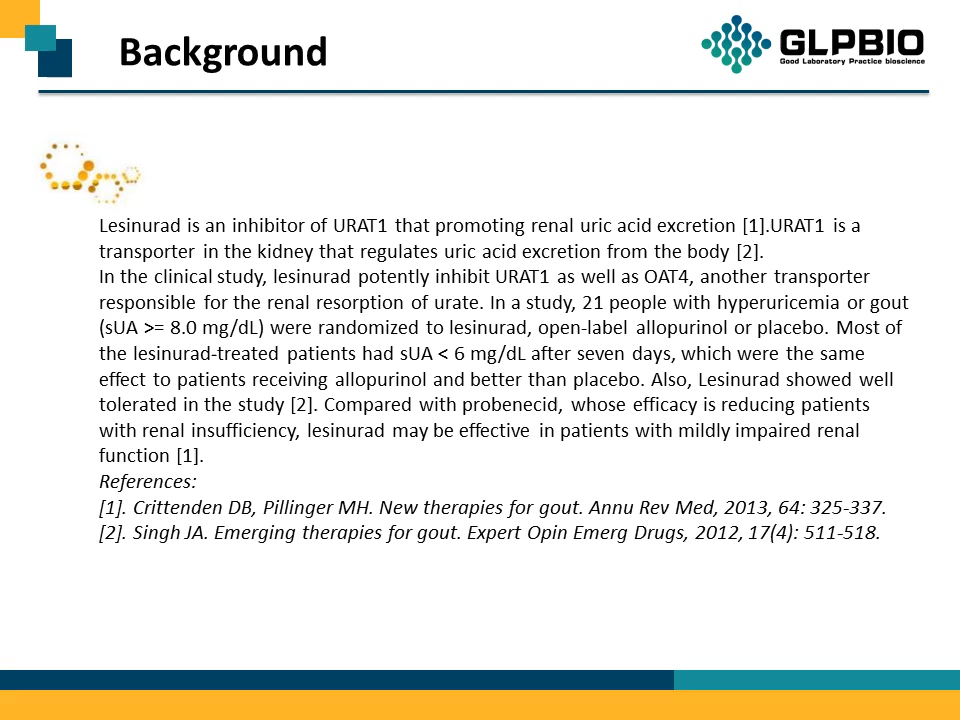 Background
GLPBIO
Good Laboratory Practice bioscience
Lesinurad is an inhibitor of URAT1 that promoting renal uric acid excretion [1].URAT1 is a
transporter in the kidney that regulates uric acid excretion from the body [2].
In the clinical study, lesinurad potently inhibit URAT1 as well as OAT4, another transporter
responsible for the renal resorption of urate. In a study, 21 people with hyperuricemia or gout
(sUA >= 8.0 mg/dL) were randomized to lesinurad, open-label allopurinol or placebo. Most of
the lesinurad-treated patients had sUA < 6 mg/dL after seven days, which were the same
effect to patients receiving allopurinol and better than placebo. Also, Lesinurad showed well
tolerated in the study [2]. Compared with probenecid, whose efficacy is reducing patients
with renal insufficiency, lesinurad may be effective in patients with mildly impaired renal
function [1].
References:
[1]. Crittenden DB, Pillinger MH. New therapies for gout. Annu Rev Med, 2013, 64: 325-337.
[2]. Singh JA. Emerging therapies for gout. Expert Opin Emerg Drugs, 2012, 17(4): 511-518.